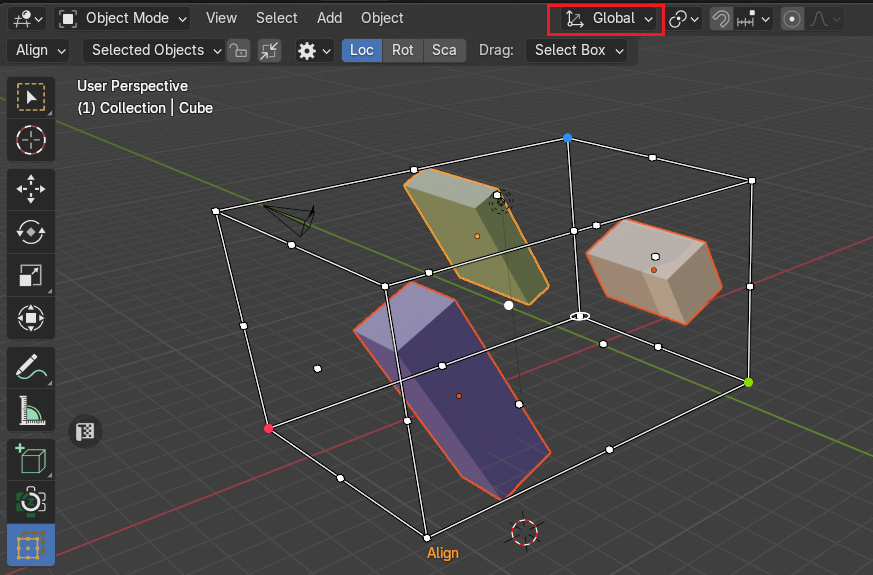 Object Mode View Select Add Object Global
Align Selected Objects Loc Rot Sca Drag: Select Box
User Perspective
(1) Collection | Cube
Align